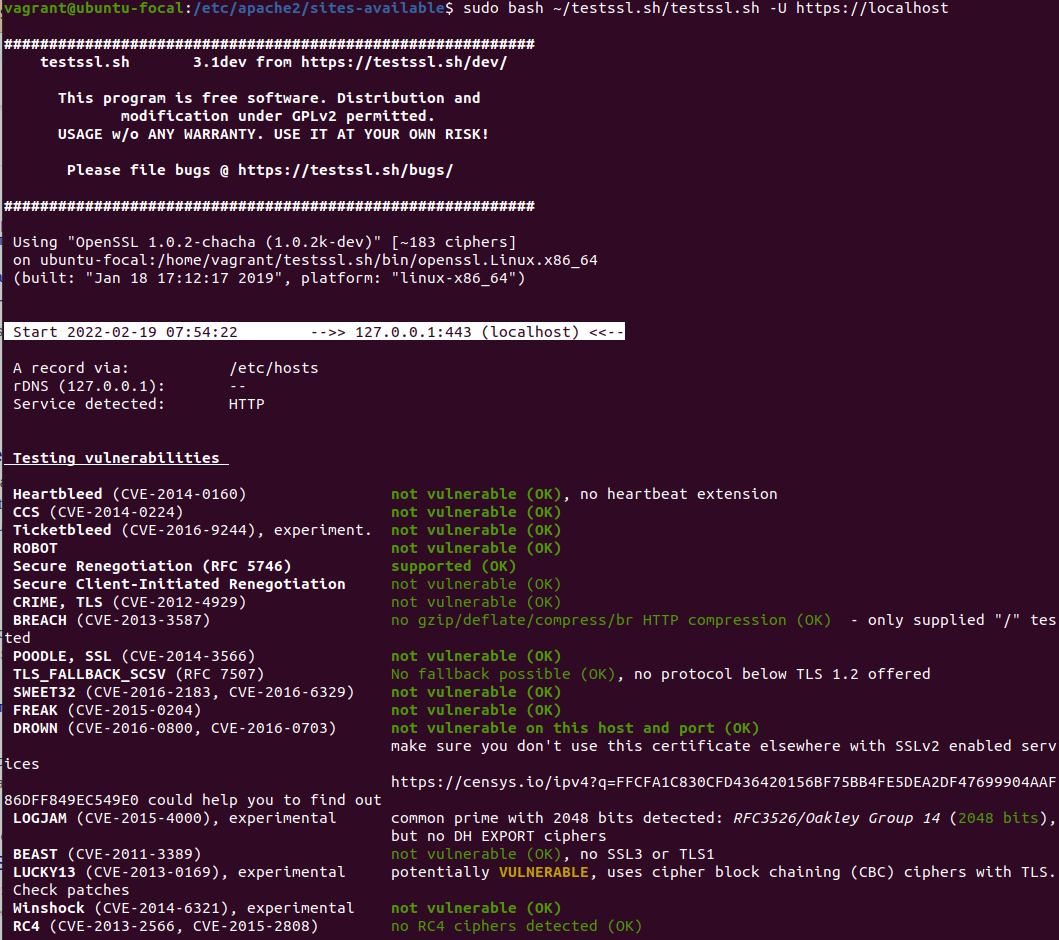 vagrant@ubuntu-focal:/etc/apache2/sites-available$ sudo bash ~/testssl.sh/testssl.sh -U https://localhost
###########################################################
testssl.sh 3.1dev from https://testssl.sh/dev/
This program is free software. Distribution and
modification under GPLv2 permitted.
USAGE w/o ANY WARRANTY. USE IT AT YOUR OWN RISK!
Please file bugs @ https://testssl.sh/bugs/
###########################################################
Using "OpenSSL 1.0.2-chacha (1.0.2k-dev)" [~183 ciphers]
on ubuntu-focal:/home/vagrant/testssl.sh/bin/openssl.Linux.x86_64
(built: "Jan 18 17:12:17 2019", platform: "linux-x86_64")
Start 2022-02-19 07:54:22 -->> 127.0.0.1:443 (localhost) <<--
A record via: /etc/hosts
rDNS (127.0.0.1): --
Service detected: HTTP
Testing vulnerabilities
Heartbleed (CVE-2014-0160) not vulnerable (OK), no heartbeat extension
CCS (CVE-2014-0224) not vulnerable (OK)
Ticketbleed (CVE-2016-9244), experiment. not vulnerable (OK)
ROBOT not vulnerable (OK)
Secure Renegotiation (RFC 5746) supported (OK)
Secure Client-Initiated Renegotiation not vulnerable (OK)
CRIME, TLS (CVE-2012-4929) not vulnerable (OK)
BREACH (CVE-2013-3587) no gzip/deflate/compress/br HTTP compression (OK) - only supplied "/" tes
ted
POODLE, SSL (CVE-2014-3566) not vulnerable (OK)
TLS_FALLBACK_SCSV (RFC 7507) No fallback possible (OK), no protocol below TLS 1.2 offered
SWEET32 (CVE-2016-2183, CVE-2016-6329) not vulnerable (OK)
FREAK (CVE-2015-0204) not vulnerable (OK)
DROWN (CVE-2016-0800, CVE-2016-0703) not vulnerable on this host and port (OK)
make sure you don't use this certificate elsewhere with SSLv2 enabled serv
ices
https://censys.io/ipv4?q=FFCFA1C830CFD436420156BF75BB4FE5DEA2DF47699904AAF
86DFF849EC549E0 could help you to find out
LOGJAM (CVE-2015-4000), experimental common prime with 2048 bits detected: RFC3526/Oakley Group 14 (2048 bits),
but no DH EXPORT ciphers
BEAST (CVE-2011-3389) not vulnerable (OK), no SSL3 or TLS1
LUCKY13 (CVE-2013-0169), experimental potentially VULNERABLE, uses cipher block chaining (CBC) ciphers with TLS.
Check patches
Winshock (CVE-2014-6321), experimental not vulnerable (OK)
RC4 (CVE-2013-2566, CVE-2015-2808) no RC4 ciphers detected (OK)